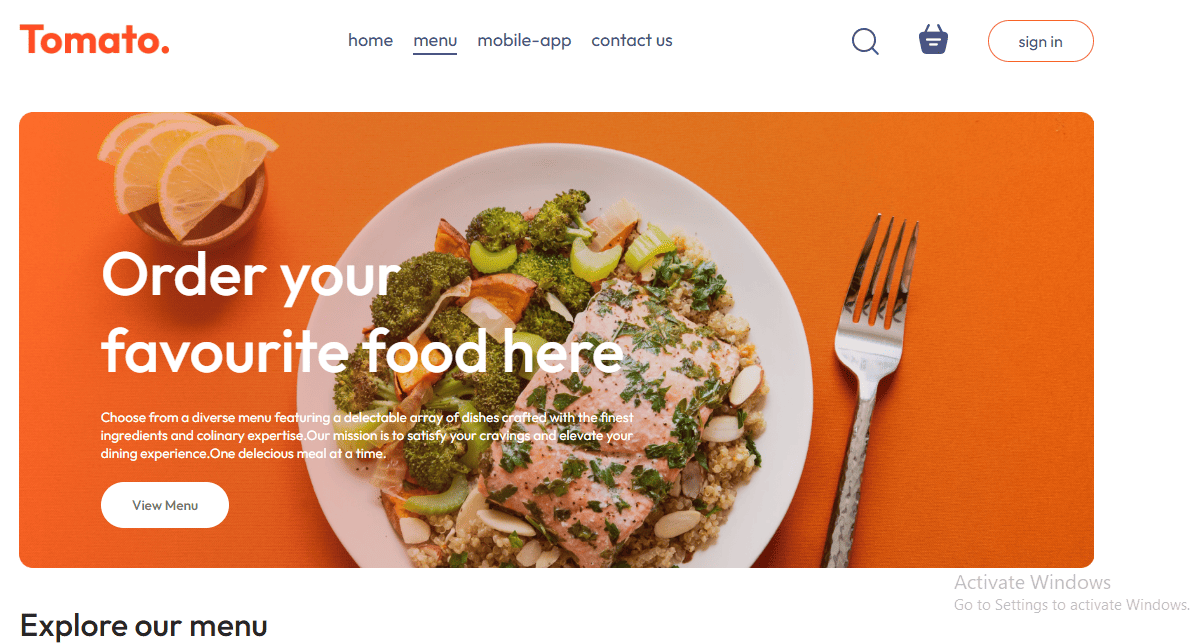 Tomato.
home menu mobile-app contact us
sign in
Order your
favourite food here
Choose from a diverse menu featuring a delectable array of dishes crafted with the finest
ingredients and colinary expertise.Our mission is to satisfy your cravings and elevate your
dining experience.One delecious meal at a time.
View Menu
Activate Windows
Go to Settings to activate Windows.
Explore our menu